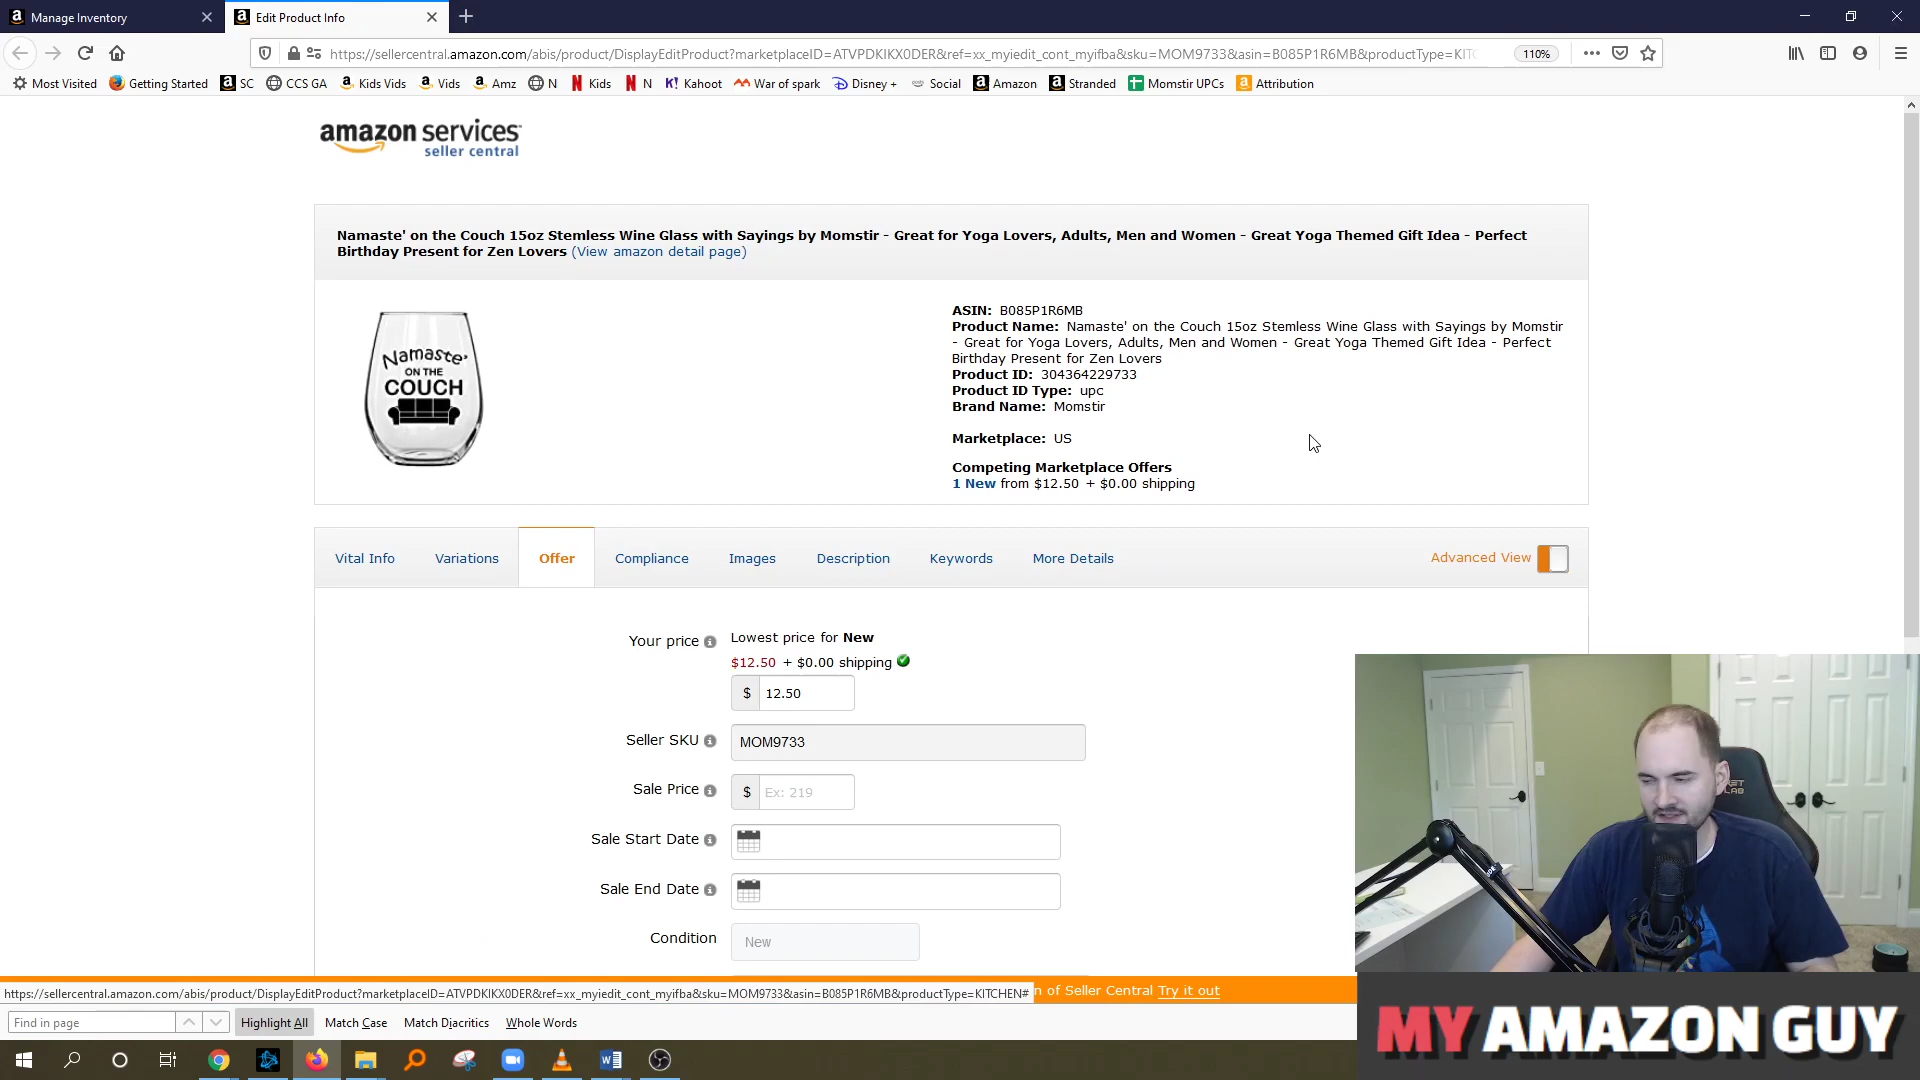 Manage Inventory
Edit Product Info
https://sellercentral.amazon.com/abis/product/DisplayEditProduct?marketplaceID=ATVPDKIKX0DER&ref=xx_myiedit_cont_myifba&sku=MOM9733&asin=B085P1R6MB&productType=KITC
110%
Most Visited Getting Started SC CCS GA Kids Vids Vids Amz N Kids N Kahoot War of spark Disney + Social Amazon Stranded Momstir UPCs Attribution
amazon services
seller central
Namaste' on the Couch 15oz Stemless Wine Glass with Sayings by Momstir - Great for Yoga Lovers, Adults, Men and Women - Great Yoga Themed Gift Idea - Perfect
Birthday Present for Zen Lovers (View amazon detail page)
Namaste'
ON THE
COUCH
ASIN: B085P1R6MB
Product Name: Namaste' on the Couch 15oz Stemless Wine Glass with Sayings by Momstir
- Great for Yoga Lovers, Adults, Men and Women - Great Yoga Themed Gift Idea - Perfect
Birthday Present for Zen Lovers
Product ID: 304364229733
Product ID Type: upc
Brand Name: Momstir
Marketplace: US
Competing Marketplace Offers
1 New from $12.50 + $0.00 shipping
Vital Info Variations Offer Compliance Images Description Keywords More Details Advanced View
Your price
Lowest price for New
$12.50 + $0.00 shipping
$ 12.50
Seller SKU MOM9733
Sale Price $ Ex: 219
Sale Start Date
Sale End Date
Condition New
https://sellercentral.amazon.com/abis/product/DisplayEditProduct?marketplaceID=ATVPDKIKX0DER&ref=xx_myiedit_cont_myifba&sku=MOM9733&asin=B085P1R6MB&productType=KITCHEN#
n of Seller Central Try it out
Find in page Highlight All Match Case Match Diacritics Whole Words
MY AMAZON GUY